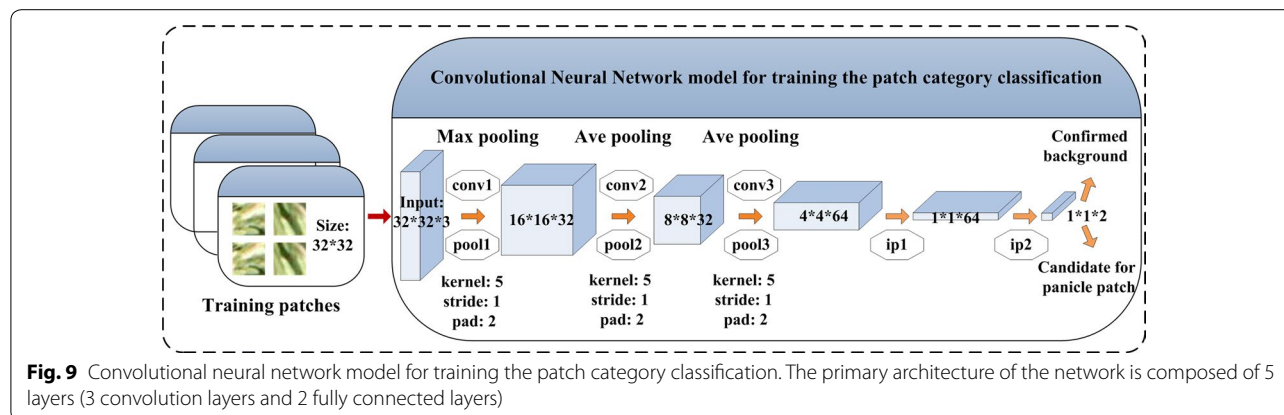 Convolutional Neural Network model for training the patch category classification
Size:
32*32
Training patches
Max pooling
Ave pooling
Ave pooling
Input:
32*32*3
conv1
pool1
kernel: 5
stride: 1
pad: 2
16*16*32
conv2
pool2
kernel: 5
stride: 1
pad: 2
8*8*32
conv3
pool3
kernel: 5
stride: 1
pad: 2
4*4*64
ip1
1*1*64
ip2
1*1*2
Confirmed
background
Candidate for
panicle patch
Fig. 9 Convolutional neural network model for training the patch category classification. The primary architecture of the network is composed of 5
layers (3 convolution layers and 2 fully connected layers)